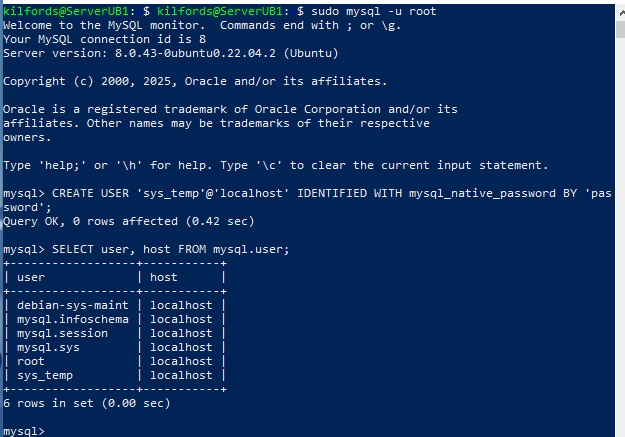 kilfords@ServerUB1: $ kilfords@ServerUB1: $ sudo mysql -u root
Welcome to the MySQL monitor.  Commands end with ; or \g.
Your MySQL connection id is 8
Server version: 8.0.43-0ubuntu0.22.04.2 (Ubuntu)

Copyright (c) 2000, 2025, Oracle and/or its affiliates.

Oracle is a registered trademark of Oracle Corporation and/or its
affiliates. Other names may be trademarks of their respective
owners.

Type 'help;' or '\h' for help. Type '\c' to clear the current input statement.

mysql> CREATE USER 'sys_temp'@'localhost' IDENTIFIED WITH mysql_native_password BY 'pas
sword';
Query OK, 0 rows affected (0.42 sec)

mysql> SELECT user, host FROM mysql.user;
+------------------+-----------+
| user             | host      |
+------------------+-----------+
| debian-sys-maint | localhost |
| mysql.infoschema | localhost |
| mysql.session    | localhost |
| mysql.sys        | localhost |
| root             | localhost |
| sys_temp         | localhost |
+------------------+-----------+
6 rows in set (0.00 sec)

mysql>